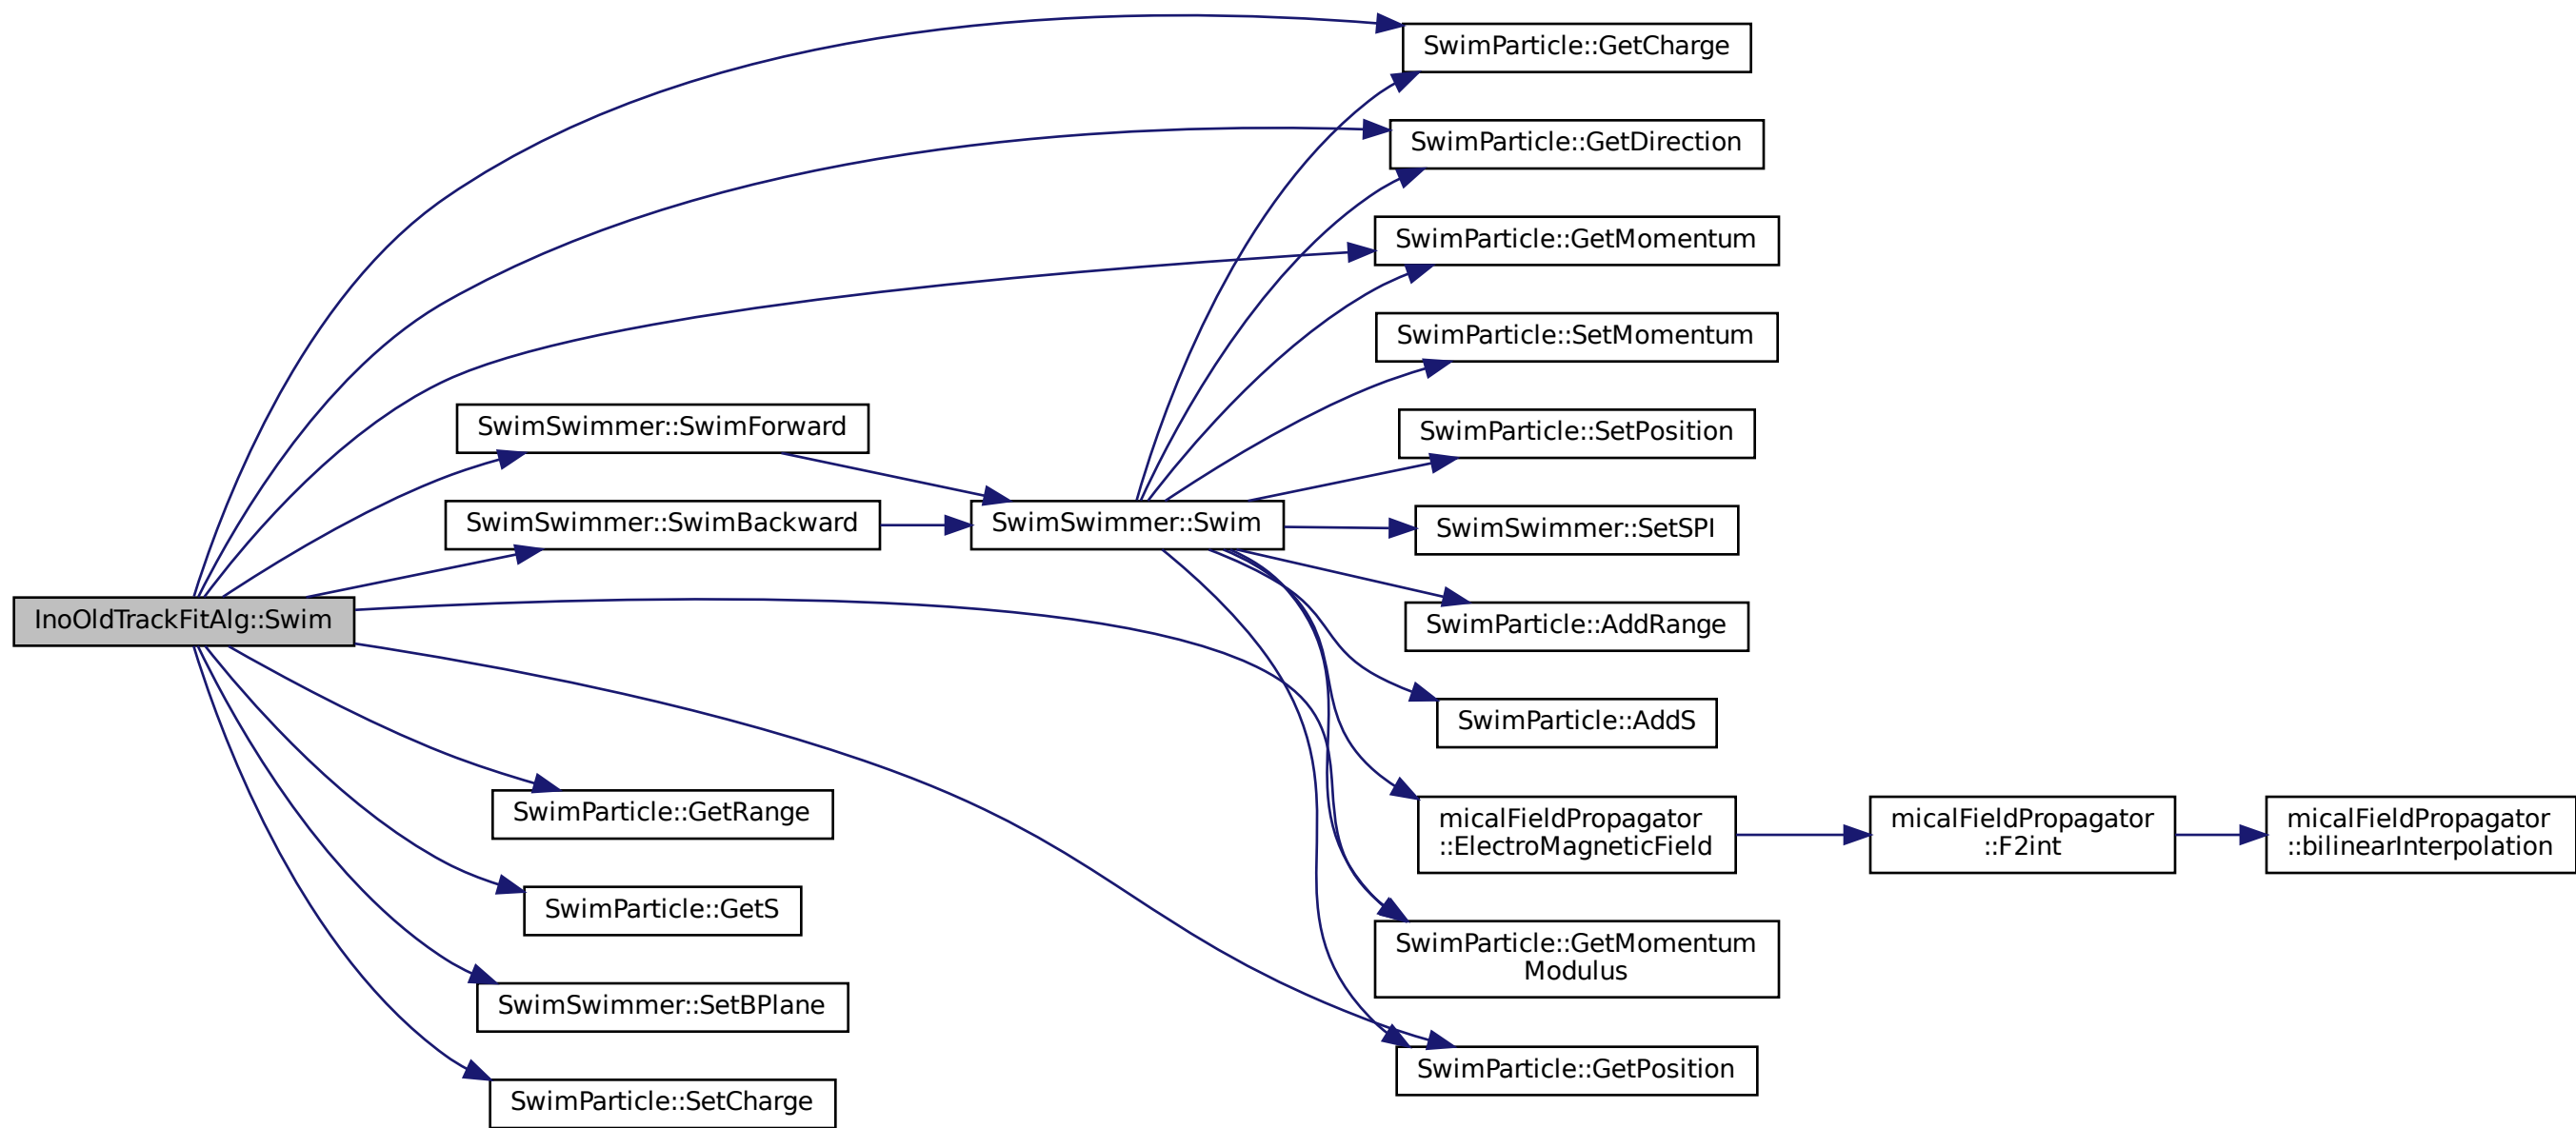 SwimParticle::GetCharge
SwimParticle::GetDirection
SwimParticle::GetMomentum
SwimParticle::SetMomentum
SwimSwimmer::SwimForward
SwimParticle::SetPosition
SwimSwimmer::SwimBackward
SwimSwimmer::Swim
SwimSwimmer::SetSPI
InoOldTrackFitAlg::Swim
SwimParticle::AddRange
SwimParticle::AddS
SwimParticle::GetRange
micalFieldPropagator
::ElectroMagneticField
micalFieldPropagator
::F2int
micalFieldPropagator
::bilinearInterpolation
SwimParticle::GetS
SwimParticle::GetMomentum
Modulus
SwimSwimmer::SetBPlane
SwimParticle::GetPosition
SwimParticle::SetCharge